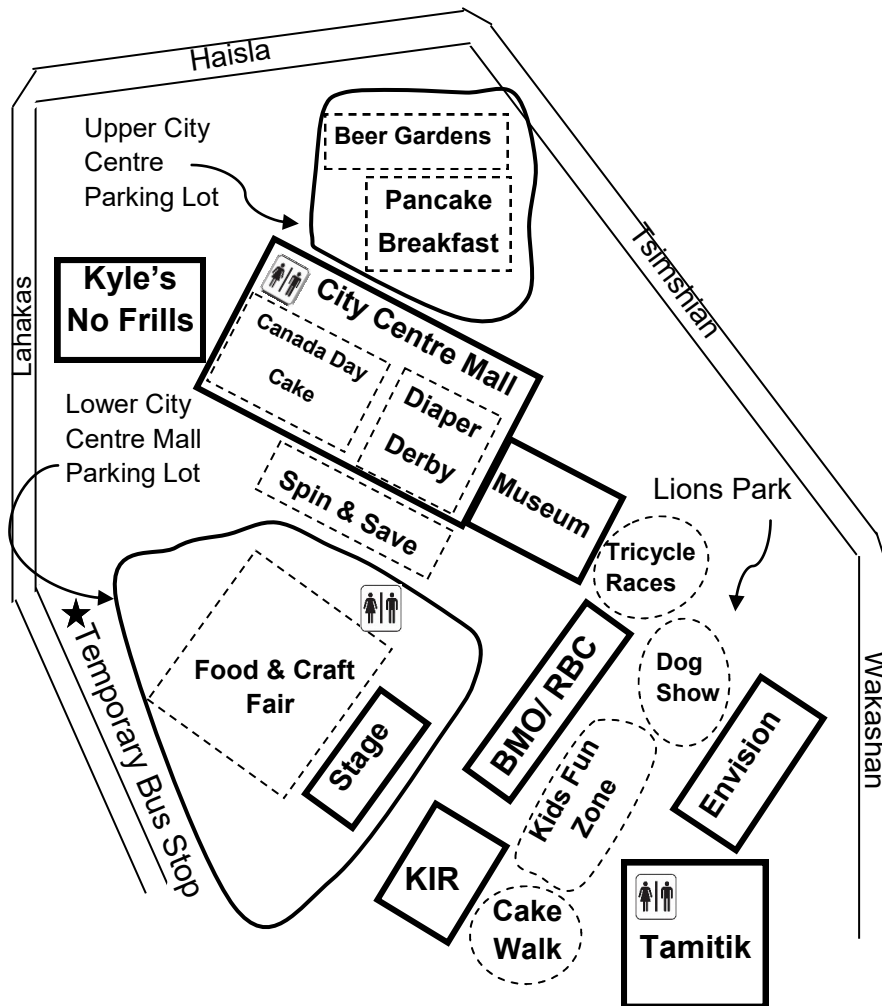 Haisla
Upper City
Centre
Parking Lot
Beer Gardens
Pancake
Breakfast
Tsimshian
Lahakas
Kyle's
No Frills
City Centre Mall
Canada Day
Cake
Diaper
Derby
Lower City
Centre Mall
Parking Lot
Spin & Save
Museum
Lions Park
Tricycle
Races
Temporary Bus Stop
Food & Craft
Fair
Stage
BMO/ RBC
Dog
Show
Wakashan
Envision
Kids Fun
Zone
KIR
Cake
Walk
Tamitik